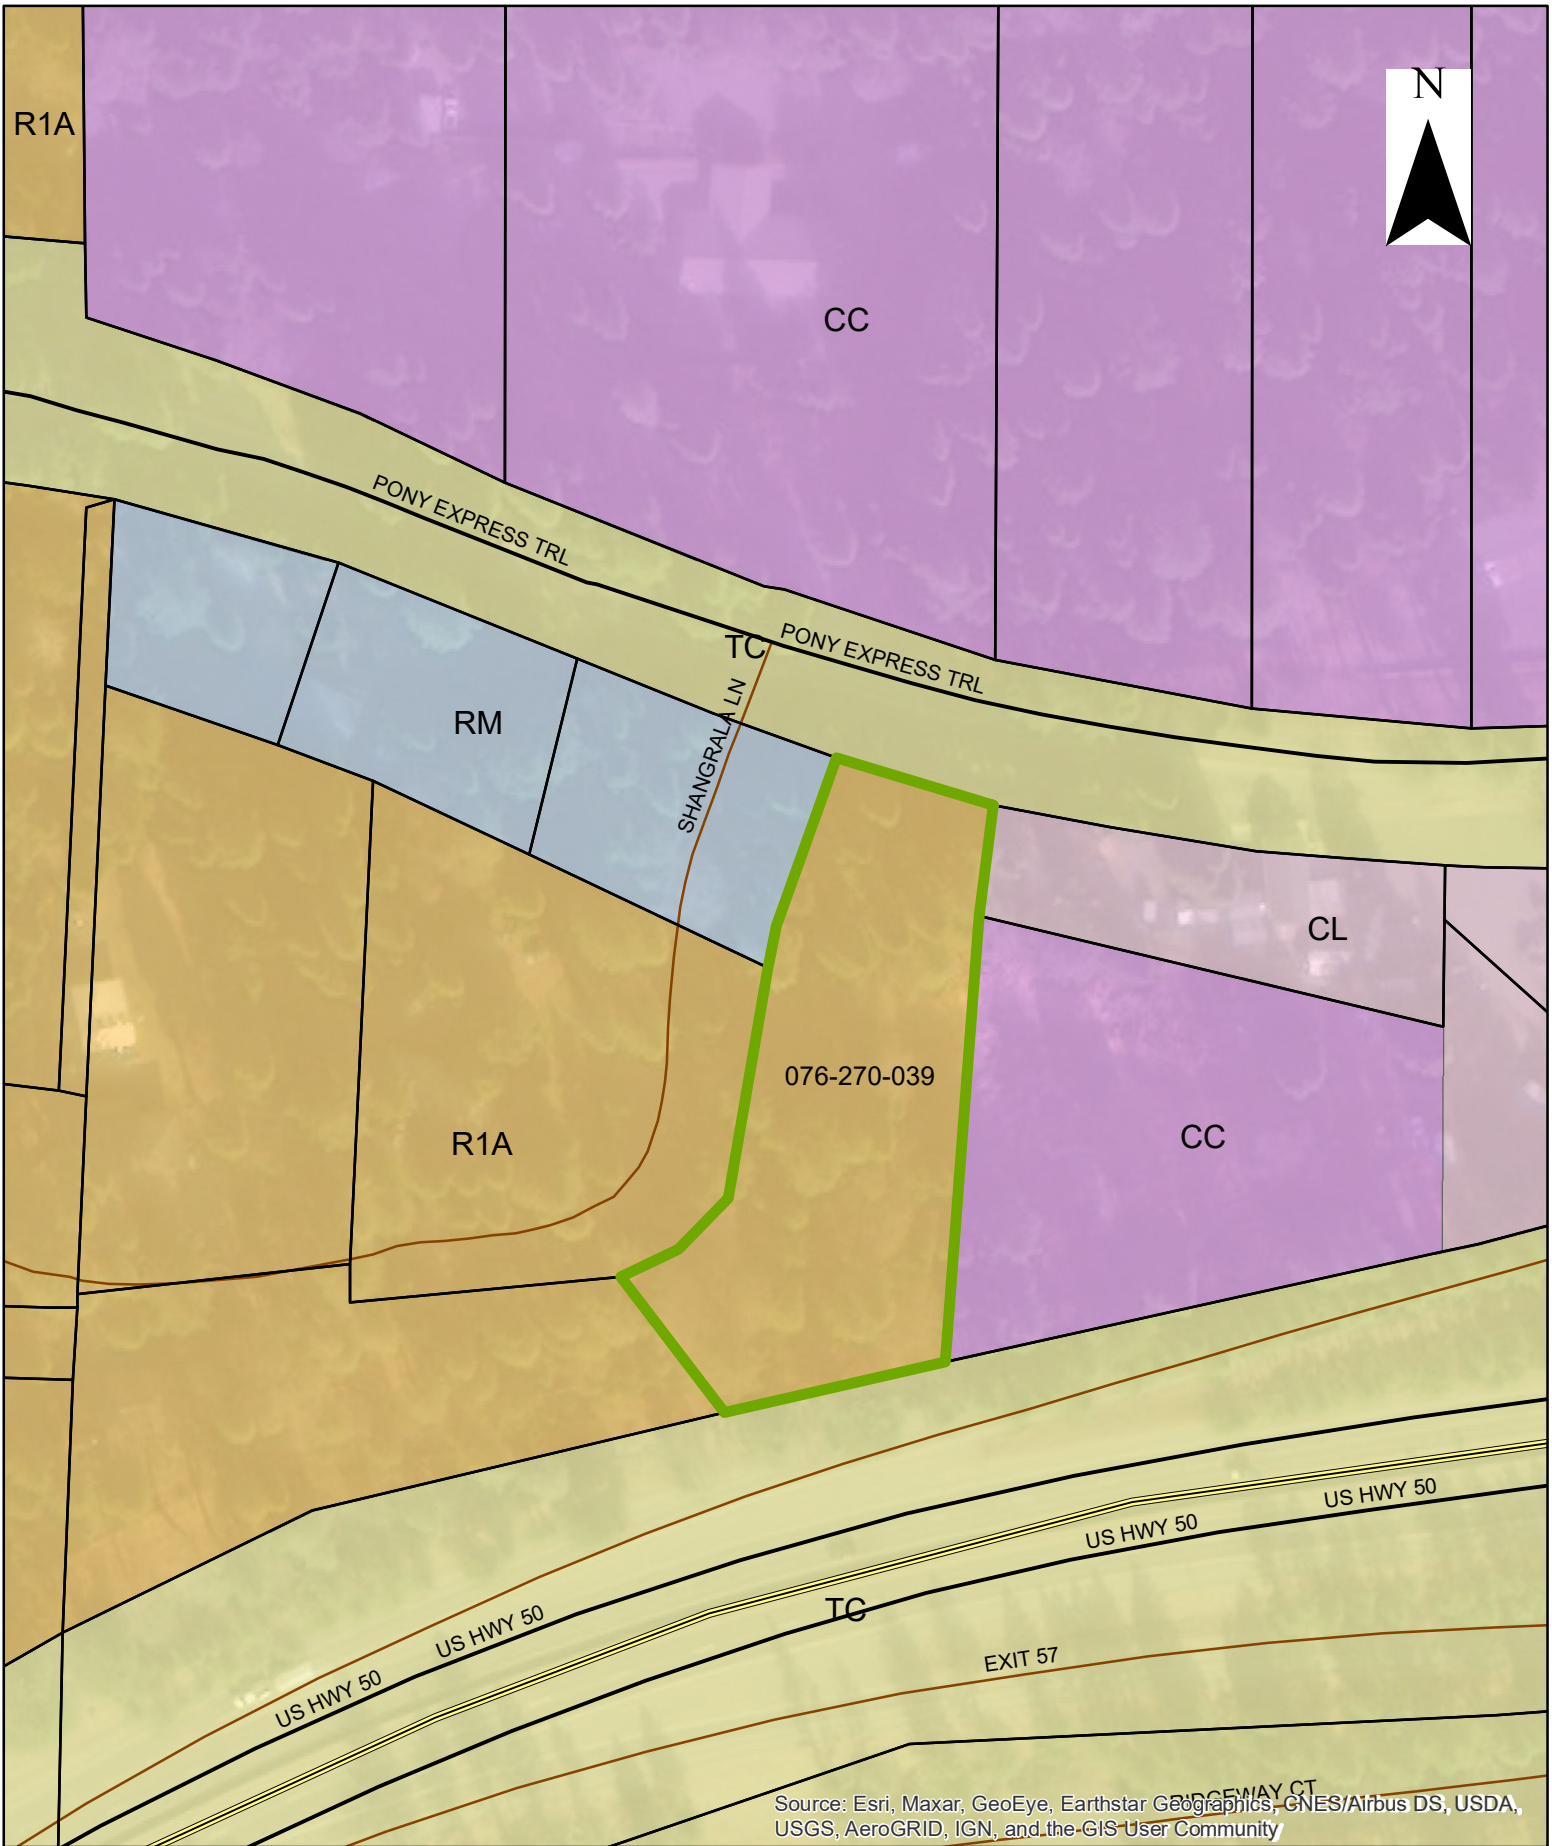 N
R1A
CC
PONY EXPRESS TRL
TC
PONY EXPRESS TRL
SHANGRALA LN
RM
CL
076-270-039
CC
R1A
US HWY 50
US HWY 50
US HWY 50
US HWY 50
TC
EXIT 57
RIDGEWAY CT
Source: Esri, Maxar, GeoEye, Earthstar Geographics, CNES/Airbus DS, USDA,
USGS, AeroGRID, IGN, and the GIS User Community